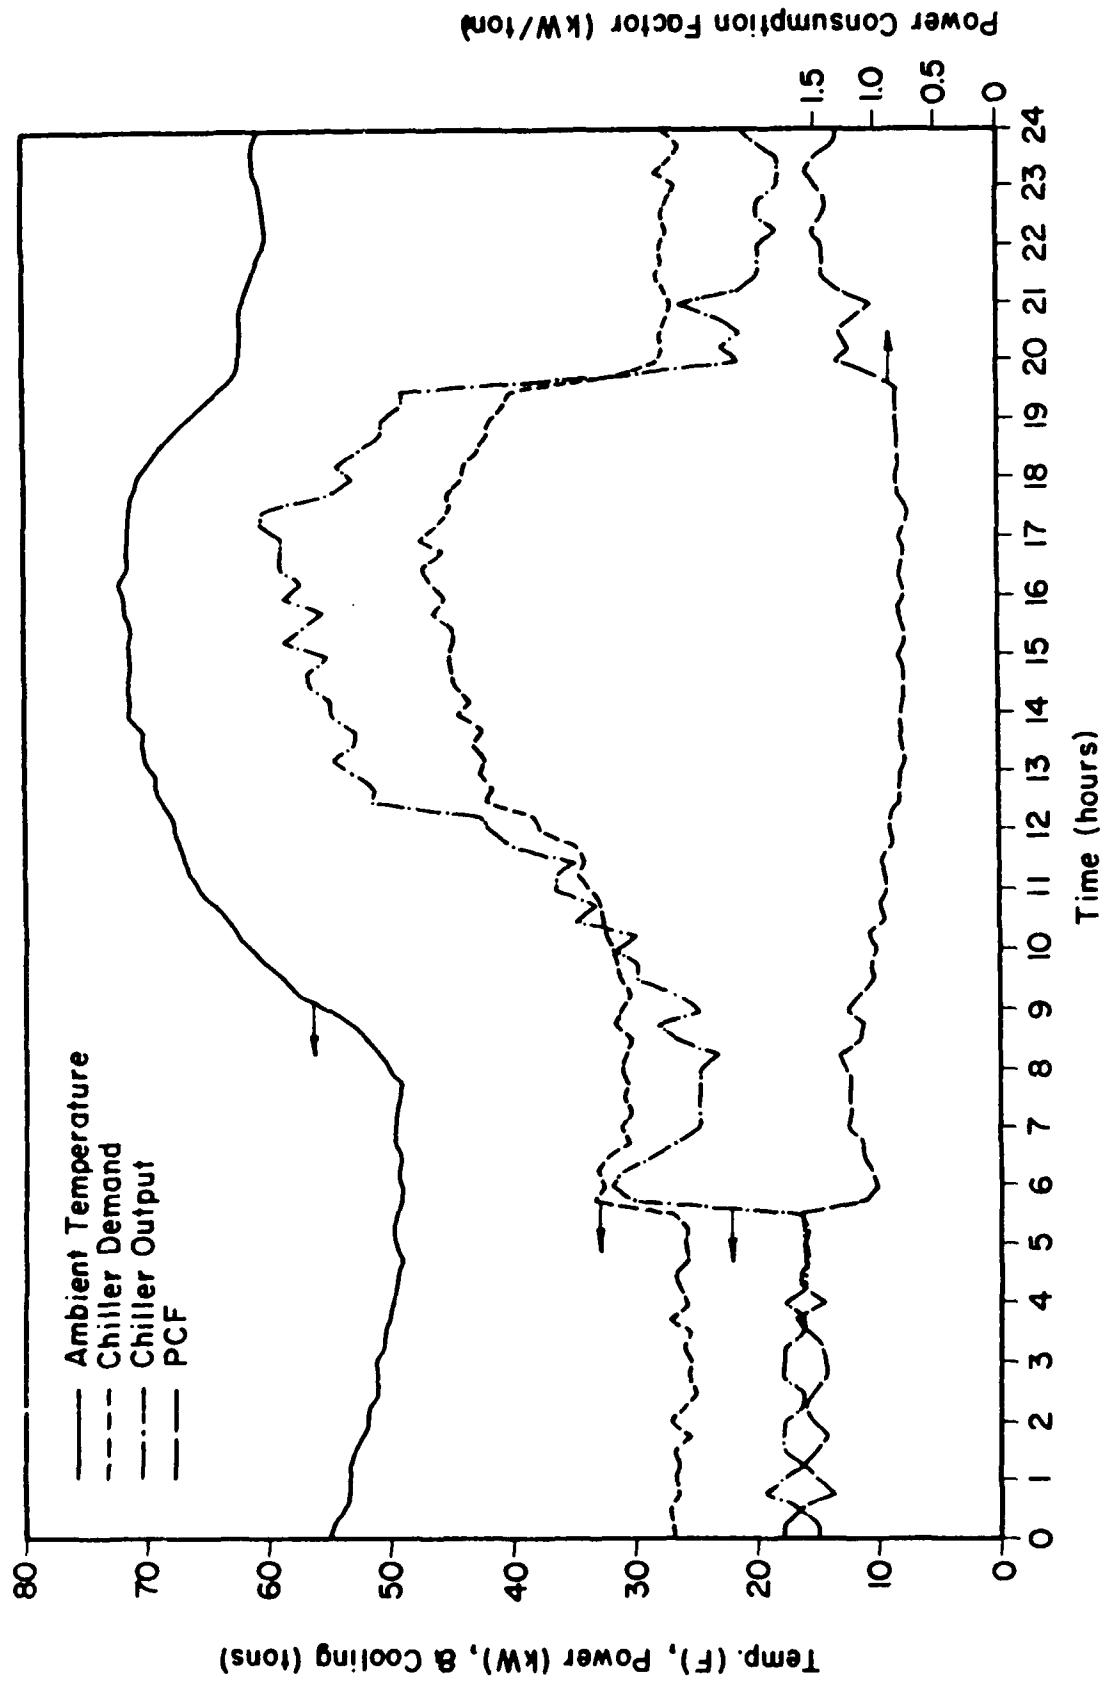 Ambient Temperature
Chiller Demand
Chiller Output
PCF
Temp. (F), Power (kW), & Cooling (tons)
80
70
60
50
40
30
20
10
0
0 1 2 3 4 5 6 7 8 9 10 11 12 13 14 15 16 17 18 19 20 21 22 23 24
Time (hours)
1.5
1.0
0.5
0
Power Consumption Factor (kW/ton)